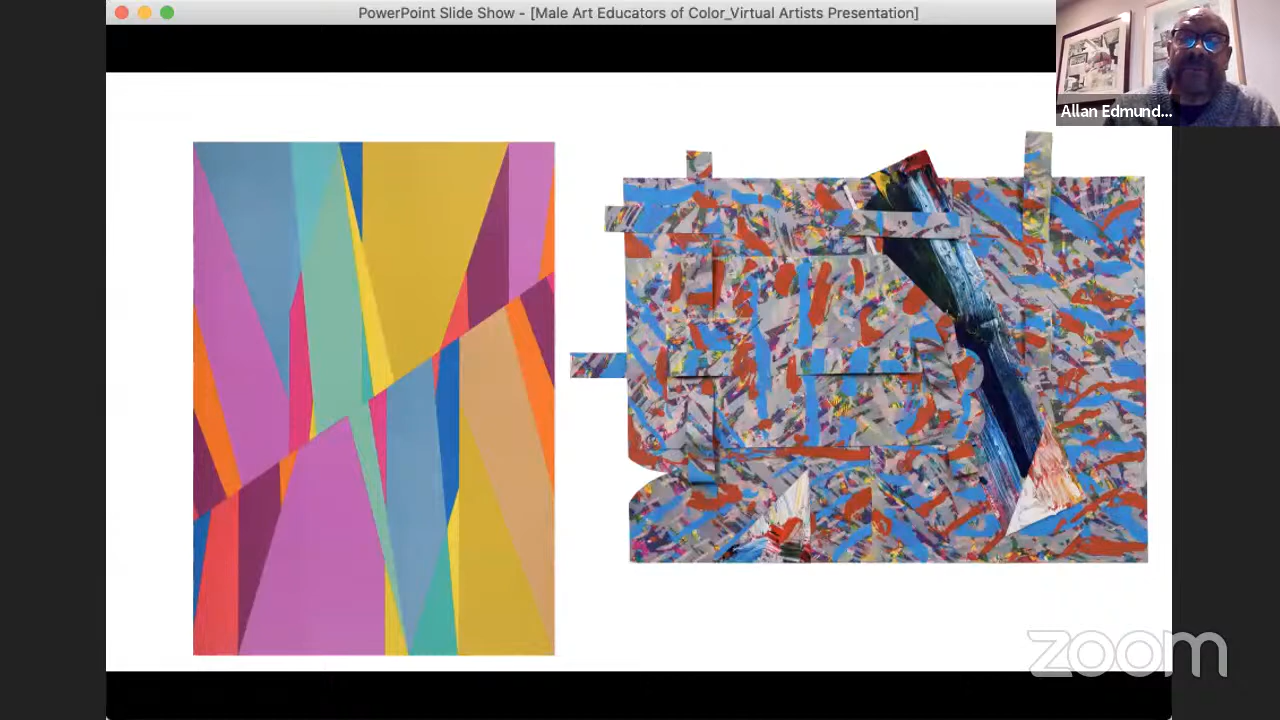 PowerPoint Slide Show - [Male Art Educators of Color_Virtual Artists Presentation]
Allan Edmund...
zoom